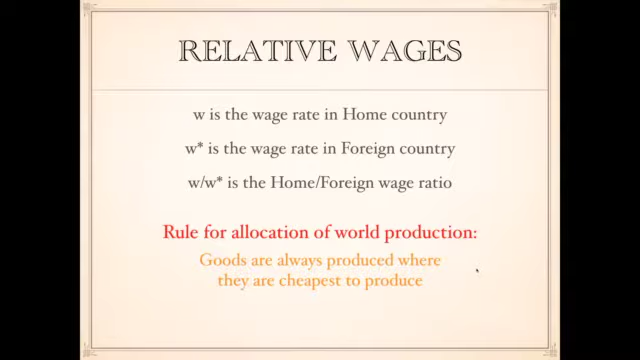 RELATIVE WAGES
w is the wage rate in Home country
w* is the wage rate in Foreign country
w/w* is the Home/Foreign wage ratio
Rule for allocation of world production:
Goods are always produced where
they are cheapest to produce